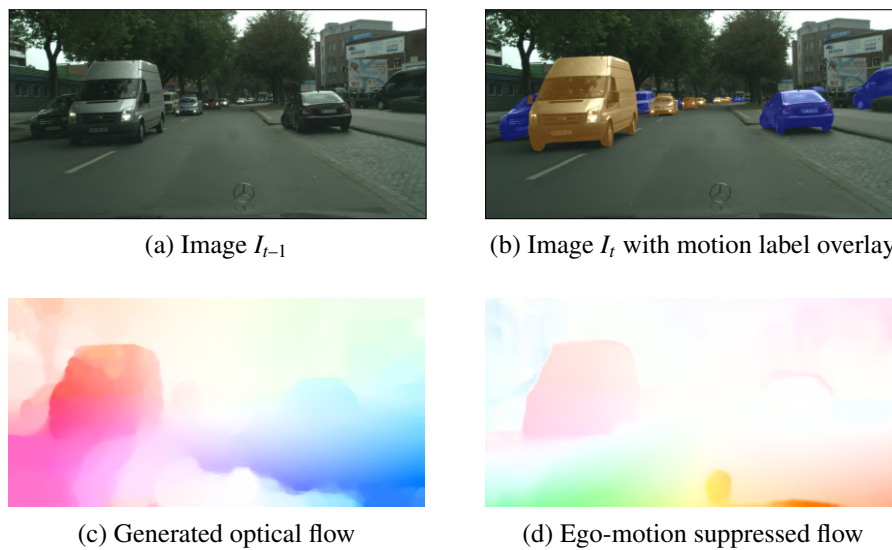 (a) Image I_{t−1}
(b) Image I_t with motion label overlay
(c) Generated optical flow
(d) Ego-motion suppressed flow